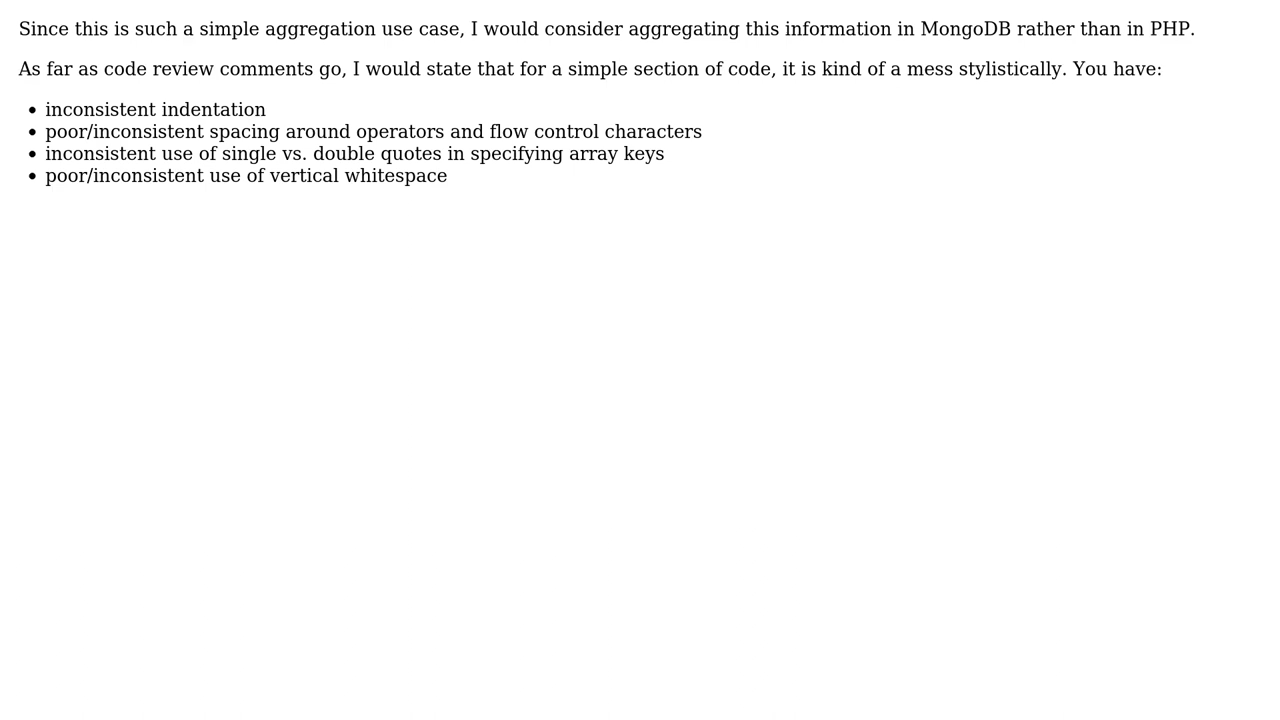 Since this is such a simple aggregation use case, I would consider aggregating this information in MongoDB rather than in PHP.
As far as code review comments go, I would state that for a simple section of code, it is kind of a mess stylistically. You have:
• inconsistent indentation
• poor/inconsistent spacing around operators and flow control characters
• inconsistent use of single vs. double quotes in specifying array keys
• poor/inconsistent use of vertical whitespace